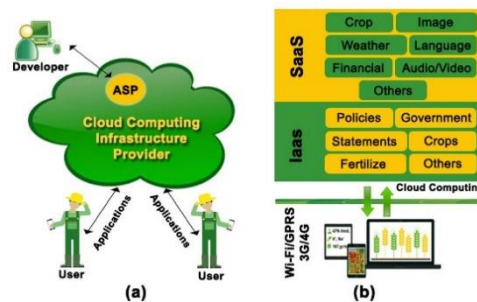 Developer
ASP
Cloud Computing
Infrastructure
Provider
Applications
Applications
User
User
(a)
SaaS
Crop
Image
Weather
Language
Financial
Audio/Video
Others
Iaas
Policies
Government
Statements
Crops
Fertilize
Others
Cloud Computin
Wi-Fi/GPRS
3G/4G
(b)